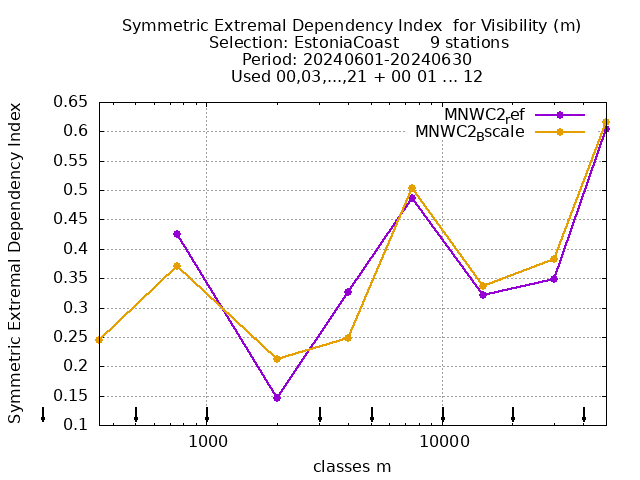 Symmetric Extremal Dependency Index  for Visibility (m)
Selection: EstoniaCoast      9 stations
Period: 20240601-20240630
Used 00,03,...,21 + 00 01 ... 12
Symmetric Extremal Dependency Index
0.65
0.6
0.55
0.5
0.45
0.4
0.35
0.3
0.25
0.2
0.15
0.1
MNWC2ref
MNWC2Bscale
1000
10000
classes m